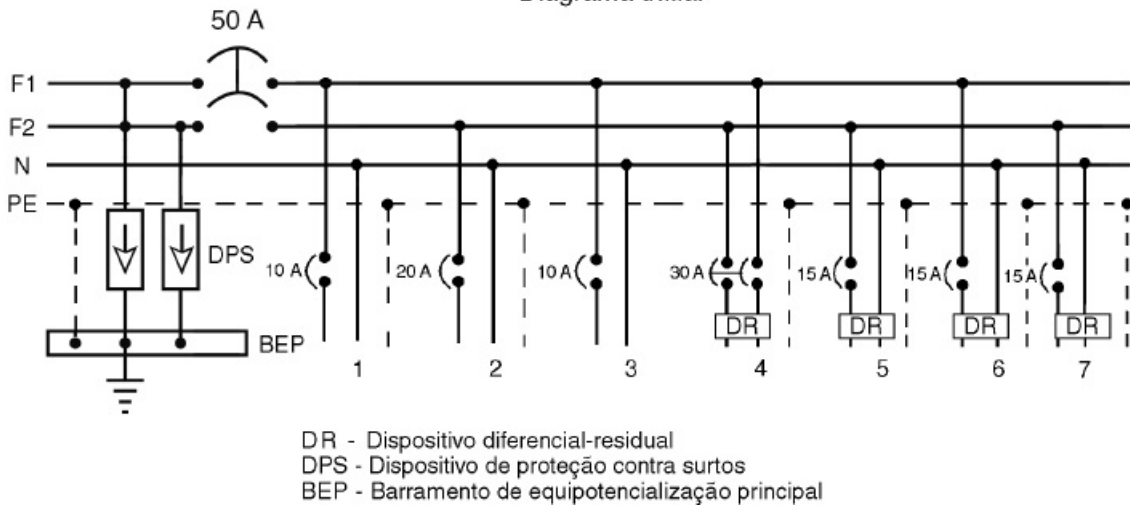 50 A
F1
F2
N
PE
DPS
10 A
20 A
10 A
30 A
15 A
15 A
15 A
DR
DR
DR
DR
BEP
1
2
3
4
5
6
7
DR - Dispositivo diferencial-residual
DPS - Dispositivo de proteção contra surtos
BEP - Barramento de equipotencialização principal